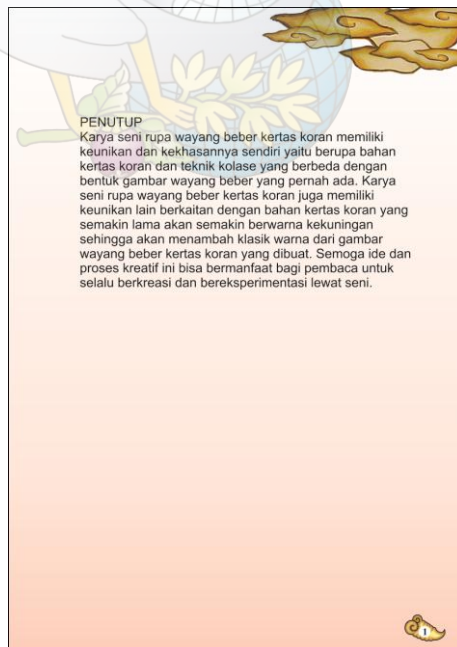 PENUTUP
Karya seni rupa wayang beber kertas koran memiliki
keunikan dan kekhasannya sendiri yaitu berupa bahan
kertas koran dan teknik kolase yang berbeda dengan
bentuk gambar wayang beber yang pernah ada. Karya
seni rupa wayang beber kertas koran juga memiliki
keunikan lain berkaitan dengan bahan kertas koran yang
semakin lama akan semakin berwarna kekuningan
sehingga akan menambah klasik warna dari gambar
wayang beber kertas koran yang dibuat. Semoga ide dan
proses kreatif ini bisa bermanfaat bagi pembaca untuk
selalu berkreasi dan bereksperimentasi lewat seni.
1